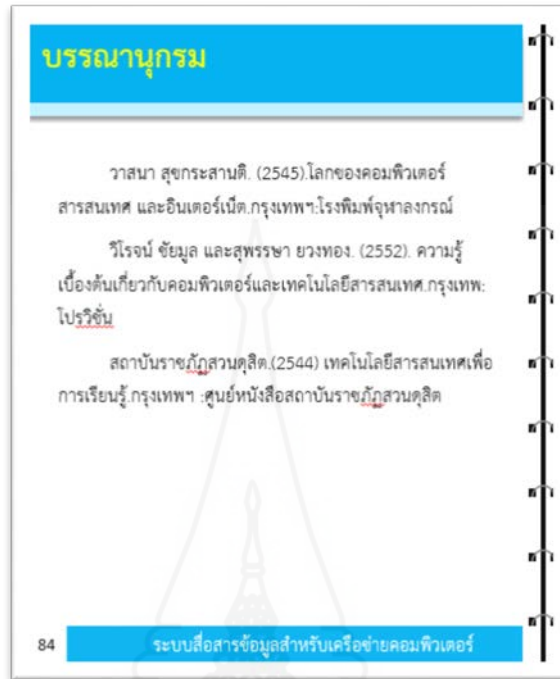 บรรณานุกรม
วาสนา สุขกระสานติ. (2545).โลกของคอมพิวเตอร์
สารสนเทศ และอินเตอร์เน็ต.กรุงเทพฯ:โรงพิมพ์จุฬาลงกรณ์
วิโรจน์ ชัยมูล และสุพรรษา ยวงทอง. (2552). ความรู้
เบื้องต้นเกี่ยวกับคอมพิวเตอร์และเทคโนโลยีสารสนเทศ.กรุงเทพ:
โปรวิชั่น
สถาบันราชภัฏสวนดุสิต.(2544) เทคโนโลยีสารสนเทศเพื่อ
การเรียนรู้.กรุงเทพฯ :ศูนย์หนังสือสถาบันราชภัฏสวนดุสิต
84
ระบบสื่อสารข้อมูลสำหรับเครือข่ายคอมพิวเตอร์